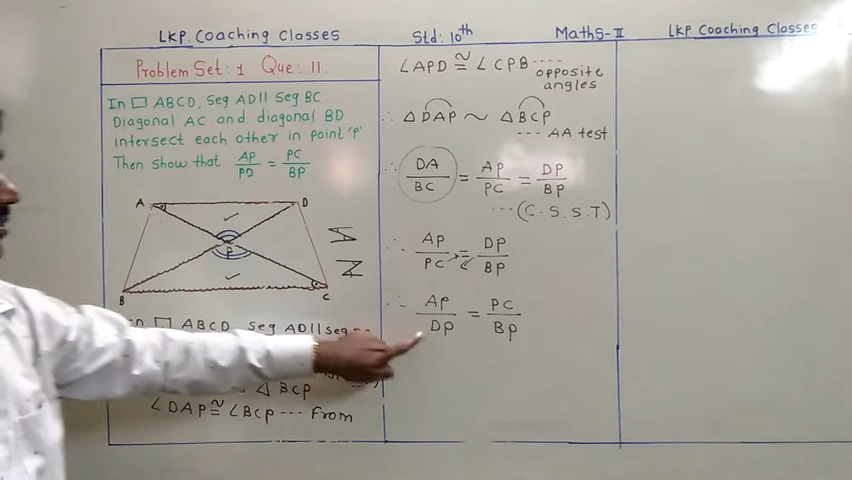 LKP. Coaching Classes
Std: 10th
Maths-II
LKP Coaching Classes
Problem Set: 1 Que: 11.
In □ ABCD, Seg AD || Seg BC
Diagonal AC and diagonal BD
intersect each other in point 'p'
Then show that AP/PD = PC/BP
A
D
P
B
C
□ ABCD, Seg AD || seg
Δ BCP
∠DAP ≅ ∠BCP --- From
∠APD ≅ ∠CPB ----
opposite
angles
∴ Δ DAP ~ Δ BCP
--- AA test
∴ DA/BC = AP/PC = DP/BP
---(C.S.S.T)
∴ AP/PC = DP/BP
∴ AP/DP = PC/BP